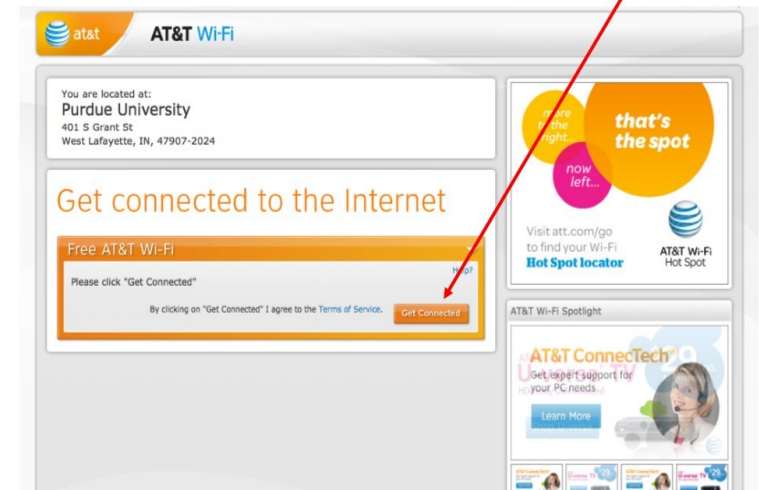 at&t
AT&T Wi-Fi
You are located at:
Purdue University
401 S Grant St
West Lafayette, IN, 47907-2024
Get connected to the Internet
Free AT&T Wi-Fi
Help?
Please click "Get Connected"
By clicking on "Get Connected" I agree to the Terms of Service.
Get Connected
more
to the
right...
that's
the spot
now
left...
Visit att.com/go
to find your Wi-Fi
Hot Spot locator
AT&T Wi-Fi
Hot Spot
AT&T Wi-Fi Spotlight
AT&T ConnecTech
U-verse TV
$29
Get expert support for
your PC needs
Learn More